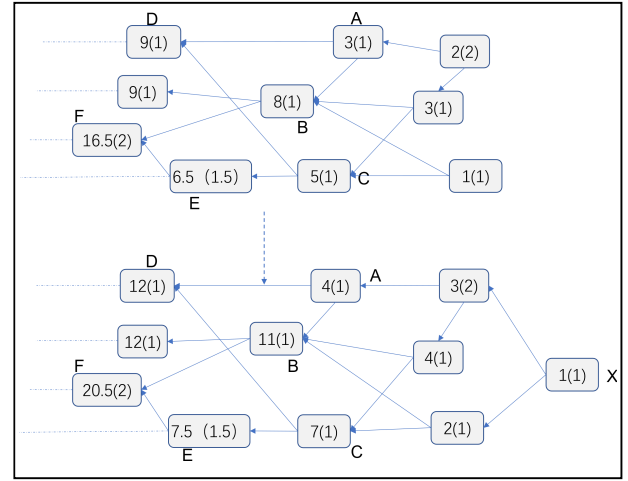 D
A
9(1)
3(1)
2(2)
9(1)
8(1)
3(1)
F
B
16.5(2)
6.5（1.5)
5(1)
C
1(1)
E
D
A
12(1)
4(1)
3(2)
12(1)
11(1)
4(1)
F
B
1(1)
X
20.5(2)
7.5（1.5)
7(1)
2(1)
E
C